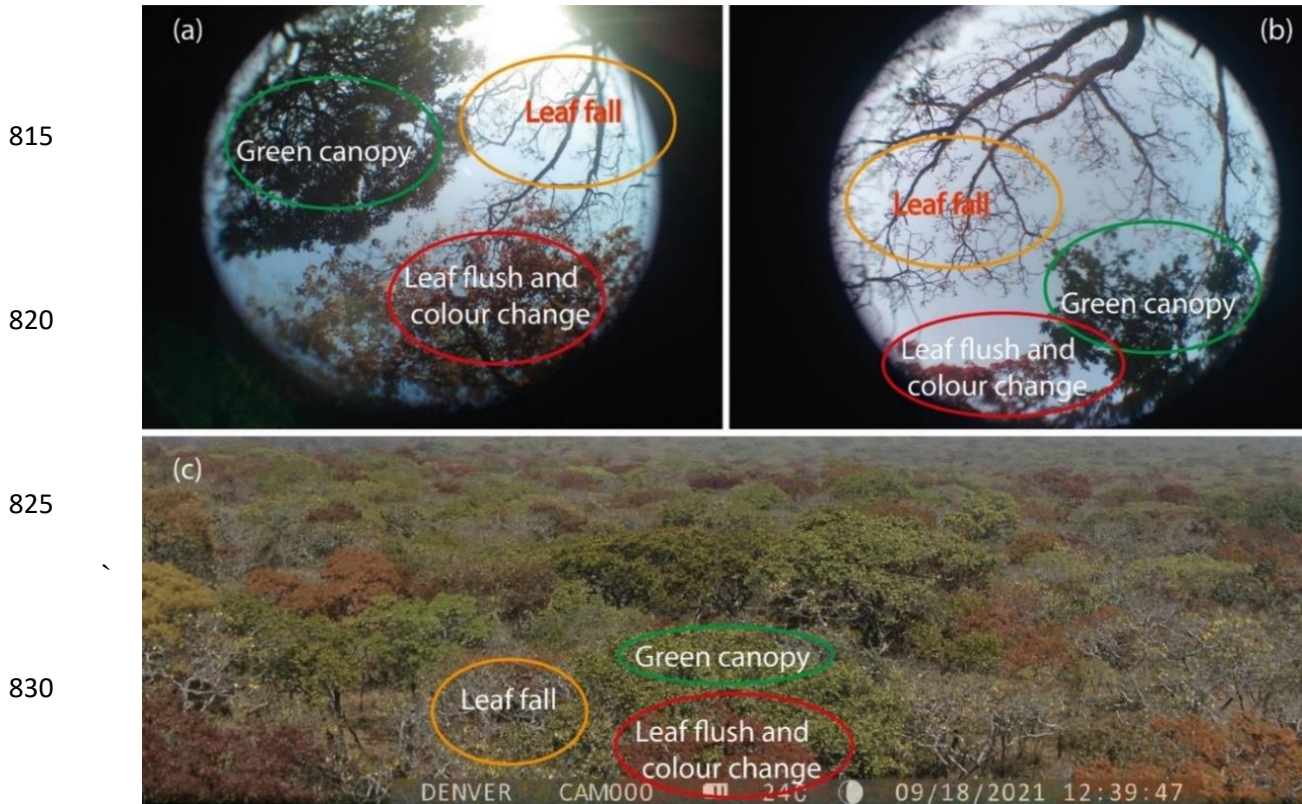 (a)
Green canopy
Leaf fall
Leaf flush and
colour change
(b)
Leaf fall
Green canopy
Leaf flush and
colour change
815
820
825
`
830
(c)
Green canopy
Leaf fall
Leaf flush and
colour change
DENVER CAM000 24C 09/18/2021 12:39:47